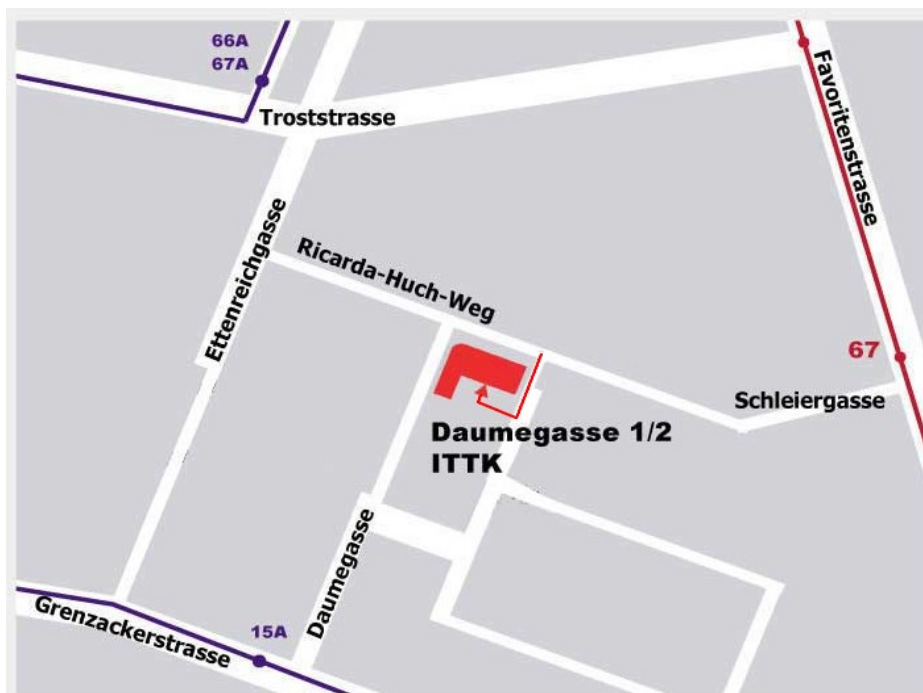 66A
67A
Troststrasse
Favoritenstrasse
Ettenreichgasse
Ricarda-Huch-Weg
67
Schleiergasse
Daumegasse 1/2
ITTK
Daumegasse
Grenzackerstrasse
15A